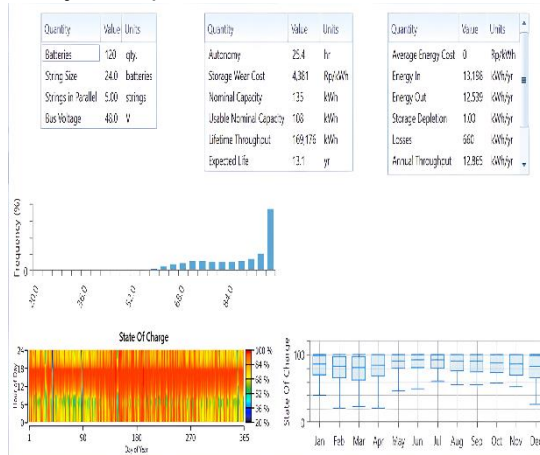 Quantity Value Units
Batteries 120 qty.
String Size 24.0 batteries
Strings in Parallel 5.00 strings
Bus Voltage 48.0 V
Quantity Value Units
Autonomy 25.4 hr
Storage Wear Cost 4,381 Rp/kWh
Nominal Capacity 135 kWh
Usable Nominal Capacity 108 kWh
Lifetime Throughput 169,176 kWh
Expected Life 13.1 yr
Quantity Value Units
Average Energy Cost 0 Rp/kWh
Energy In 13,198 kWh/yr
Energy Out 12,539 kWh/yr
Storage Depletion 1.00 kWh/yr
Losses 660 kWh/yr
Annual Throughput 12,865 kWh/yr
Frequency (%)
0
20.0 36.0 52.0 68.0 84.0
State Of Charge
Hour of Day
24
18
12
6
0
1 90 180 270 365
Day of Year
100 %
84 %
68 %
52 %
36 %
20 %
State Of Charge
100
0
Jan Feb Mar Apr May Jun Jul Aug Sep Oct Nov Dec